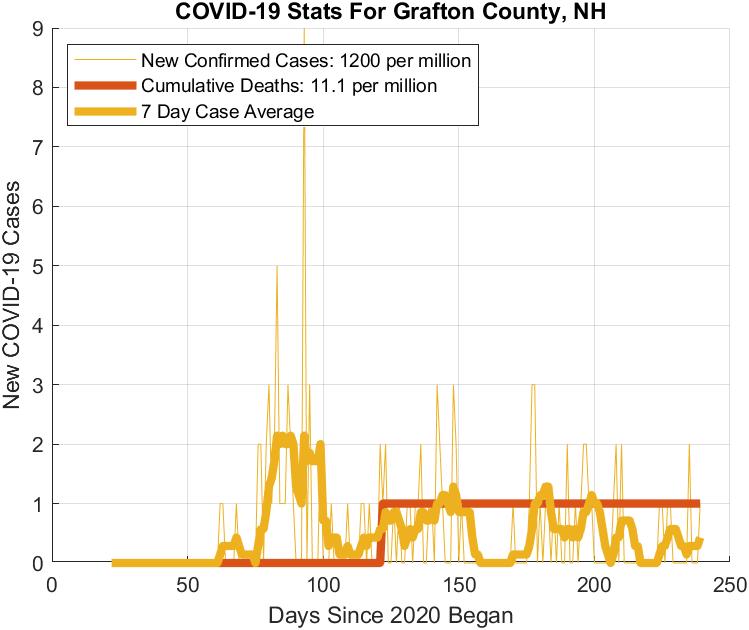 COVID-19 Stats For Grafton County, NH
New Confirmed Cases: 1200 per million
Cumulative Deaths: 11.1 per million
7 Day Case Average
New COVID-19 Cases
9
8
7
6
5
4
3
2
1
0
0 50 100 150 200 250
Days Since 2020 Began